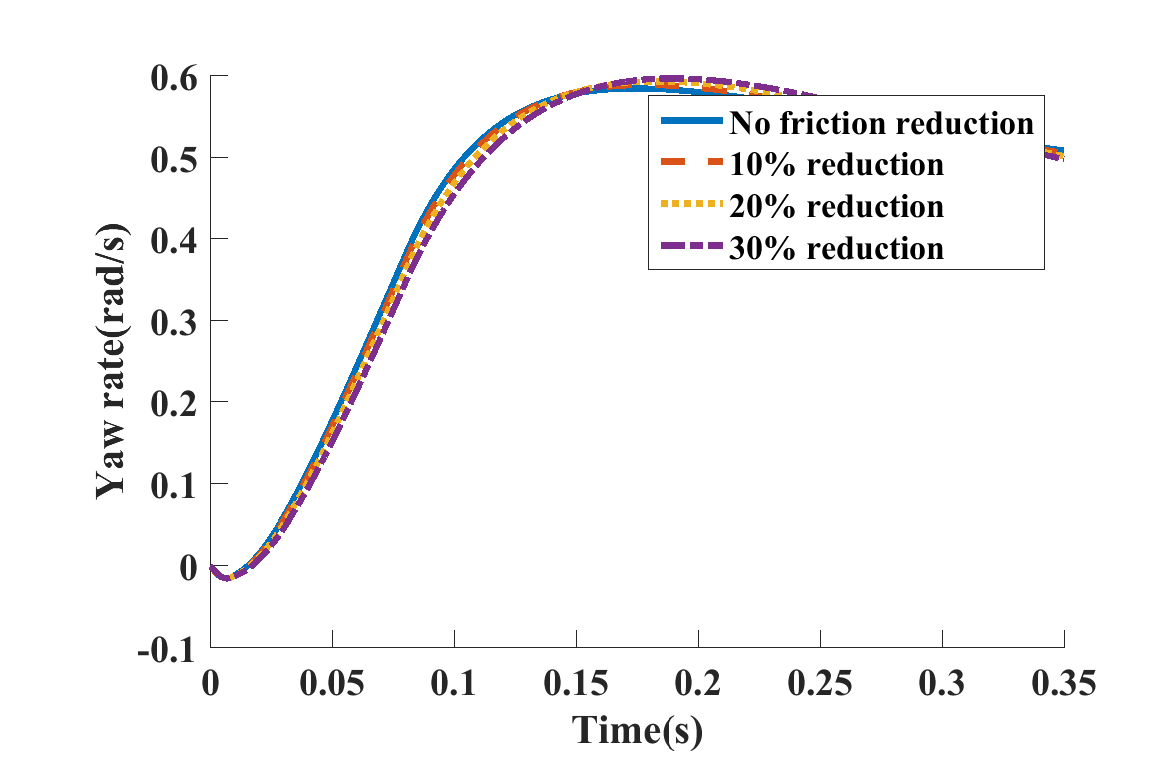 0.6
0.5
0.4
0.3
0.2
0.1
0
-0.1
Yaw rate(rad/s)
No friction reduction
10% reduction
20% reduction
30% reduction
0 0.05 0.1 0.15 0.2 0.25 0.3 0.35
Time(s)